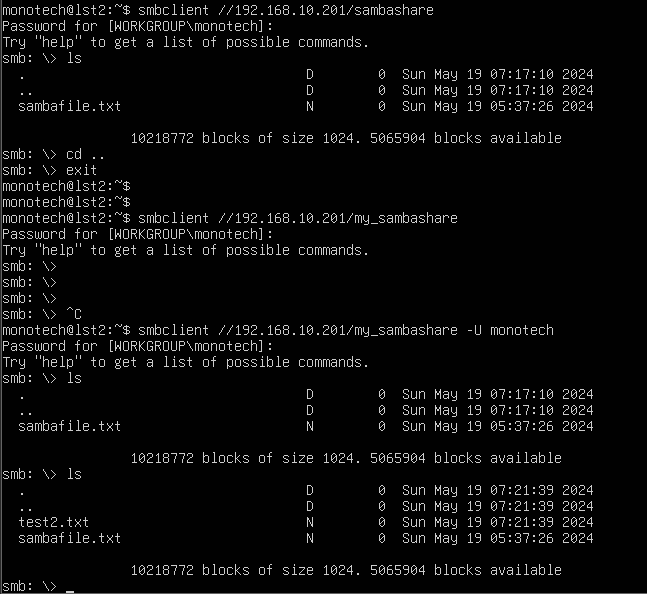 monotech@lst2:~$ smbclient //192.168.10.201/sambashare
Password for [WORKGROUP\monotech]:
Try "help" to get a list of possible commands.
smb: \> ls
  .                                   D        0  Sun May 19 07:17:10 2024
  ..                                  D        0  Sun May 19 07:17:10 2024
  sambafile.txt                       N        0  Sun May 19 05:37:26 2024

                10218772 blocks of size 1024. 5065904 blocks available
smb: \> cd ..
smb: \> exit
monotech@lst2:~$
monotech@lst2:~$
monotech@lst2:~$ smbclient //192.168.10.201/my_sambashare
Password for [WORKGROUP\monotech]:
Try "help" to get a list of possible commands.
smb: \>
smb: \>
smb: \>
smb: \> ^C
monotech@lst2:~$ smbclient //192.168.10.201/my_sambashare -U monotech
Password for [WORKGROUP\monotech]:
Try "help" to get a list of possible commands.
smb: \> ls
  .                                   D        0  Sun May 19 07:17:10 2024
  ..                                  D        0  Sun May 19 07:17:10 2024
  sambafile.txt                       N        0  Sun May 19 05:37:26 2024

                10218772 blocks of size 1024. 5065904 blocks available
smb: \> ls
  .                                   D        0  Sun May 19 07:21:39 2024
  ..                                  D        0  Sun May 19 07:21:39 2024
  test2.txt                           N        0  Sun May 19 07:21:39 2024
  sambafile.txt                       N        0  Sun May 19 05:37:26 2024

                10218772 blocks of size 1024. 5065904 blocks available
smb: \> _